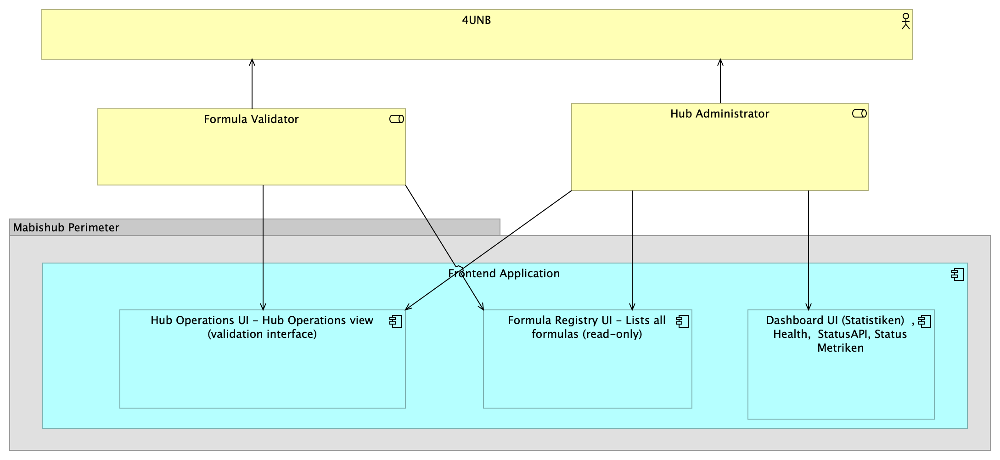 4UNB
Formula Validator
Hub Administrator
Mabishub Perimeter
Frontend Application
Hub Operations UI - Hub Operations view
(validation interface)
Formula Registry UI - Lists all
formulas (read-only)
Dashboard UI (Statistiken)  ,
Health,  StatusAPI, Status
Metriken